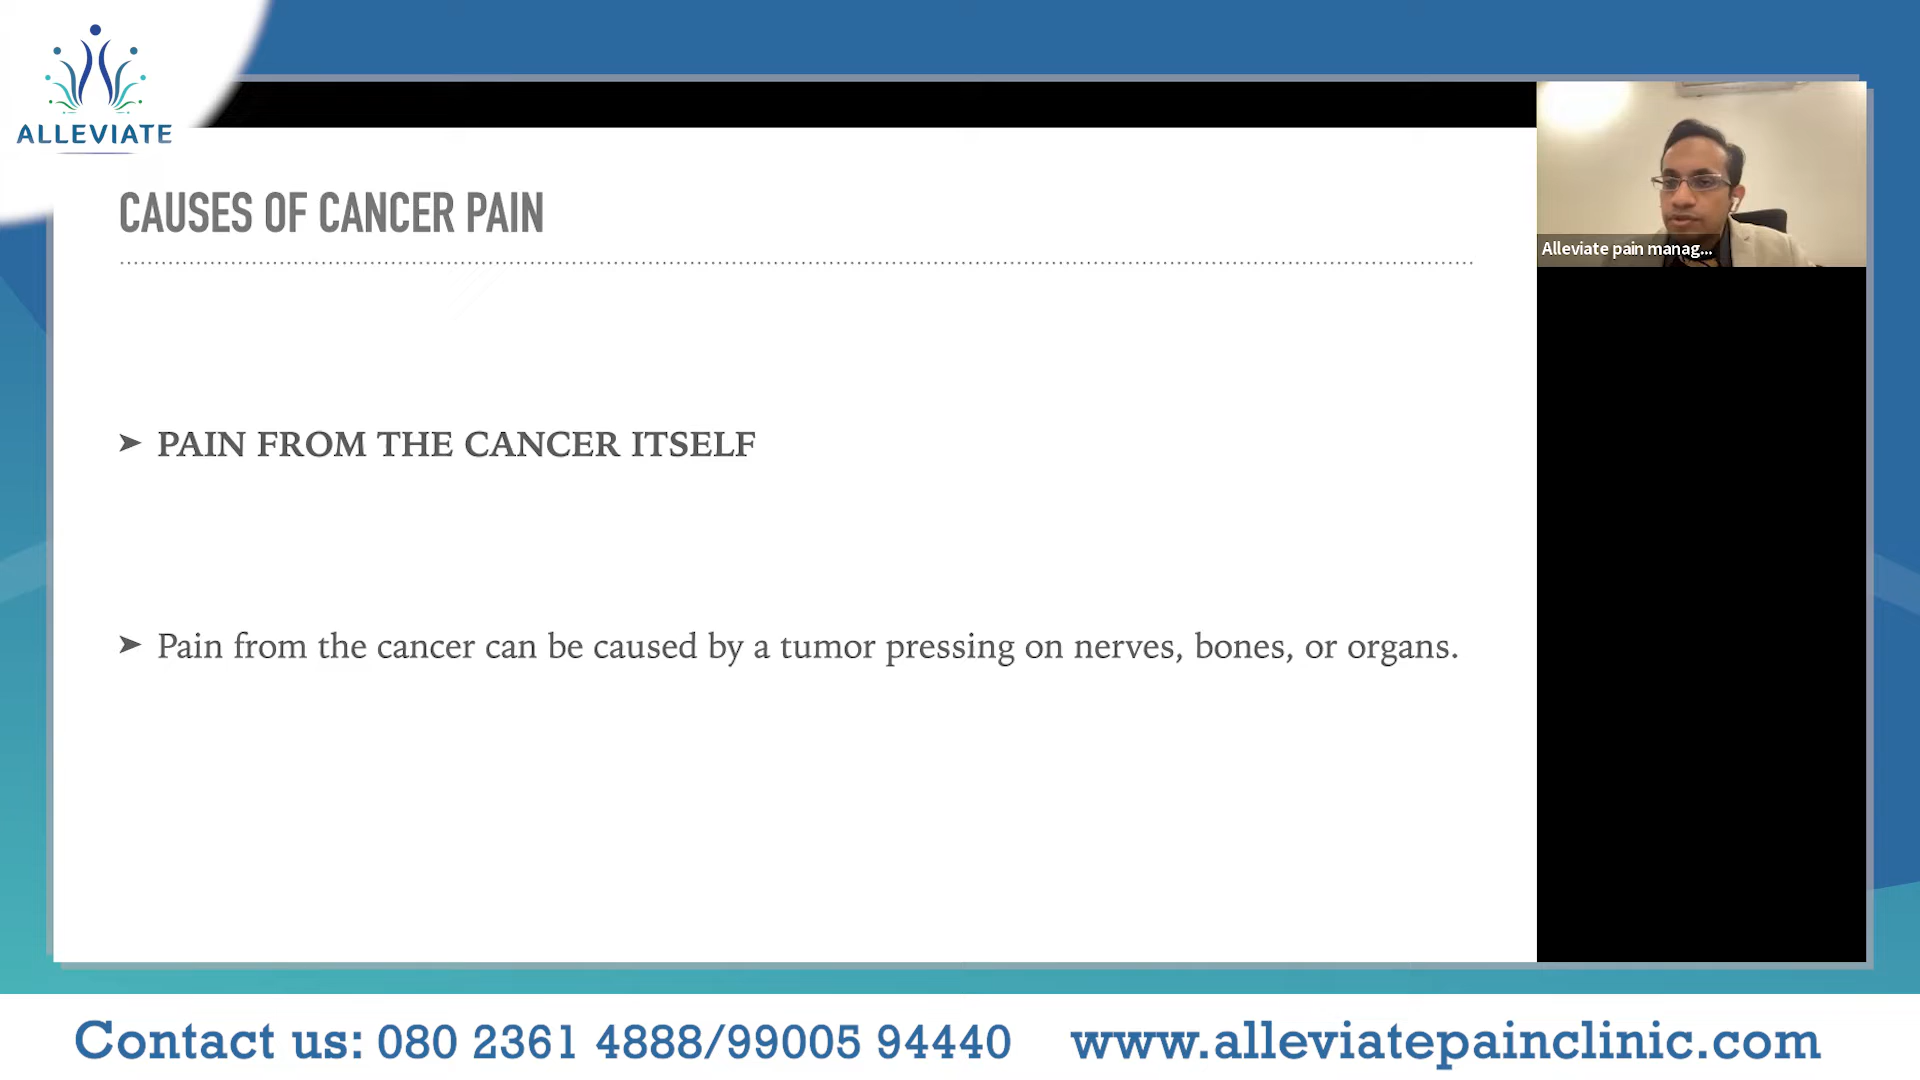 ALLEVIATE
CAUSES OF CANCER PAIN
Alleviate pain manag...
➤ PAIN FROM THE CANCER ITSELF
➤ Pain from the cancer can be caused by a tumor pressing on nerves, bones, or organs.
Contact us: 080 2361 4888/99005 94440 www.alleviatepainclinic.com